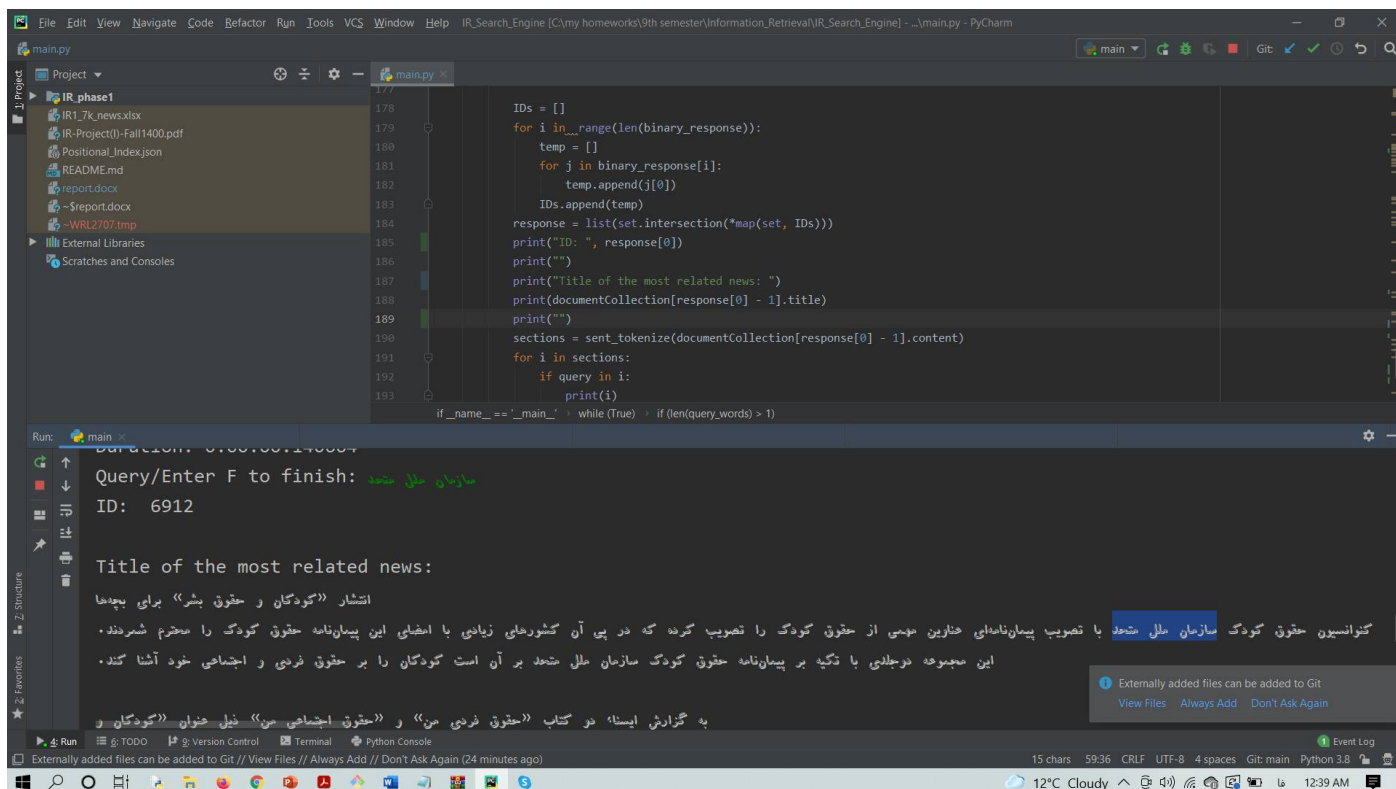 File Edit View Navigate Code Refactor Run Tools VCS Window Help IR_Search_Engine [C:\my homeworks\9th semester\Information_Retrieval\IR_Search_Engine] - ...\main.py - PyCharm
main.py
main
Git:
1: Project
Project
main.py
IR_phase1
IR1_7k_news.xlsx
IR-Project(I)-Fall1400.pdf
Positional_Index.json
README.md
report.docx
~$report.docx
~WRL2707.tmp
External Libraries
Scratches and Consoles
177
178 IDs = []
179 for i in range(len(binary_response)):
180 temp = []
181 for j in binary_response[i]:
182 temp.append(j[0])
183 IDs.append(temp)
184 response = list(set.intersection(*map(set, IDs)))
185 print("ID: ", response[0])
186 print("")
187 print("Title of the most related news: ")
188 print(documentCollection[response[0] - 1].title)
189 print("")
190 sections = sent_tokenize(documentCollection[response[0] - 1].content)
191 for i in sections:
192 if query in i:
193 print(i)
if __name__ == '__main__' › while (True) › if (len(query_words) > 1)
Run: main
Query/Enter F to finish: سازمان ملل متحد
ID: 6912
Title of the most related news:
انتشار «کودکان و حقوق بشر» برای بچه‌ها
کنوانسیون حقوق کودک سازمان ملل متحد با تصویب پیمان‌نامه‌ای عناوین مهمی از حقوق کودک را تصویب کرده که در پی آن کشورهای زیادی با امضای این پیمان‌نامه حقوق کودک را محترم شمردند.
این مجموعه دوجلدی با تکیه بر پیمان‌نامه حقوق کودک سازمان ملل متحد بر آن است کودکان را بر حقوق فردی و اجتماعی خود آشنا کند.
به گزارش ایسنا، دو کتاب «حقوق فردی من» و «حقوق اجتماعی من» ذیل عنوان «کودکان و
Z: Structure
2: Favorites
Externally added files can be added to Git
View Files Always Add Don't Ask Again
4: Run 6: TODO 9: Version Control Terminal Python Console
1 Event Log
Externally added files can be added to Git // View Files // Always Add // Don't Ask Again (24 minutes ago)
15 chars 59:36 CRLF UTF-8 4 spaces Git: main Python 3.8
12°C Cloudy فا 12:39 AM